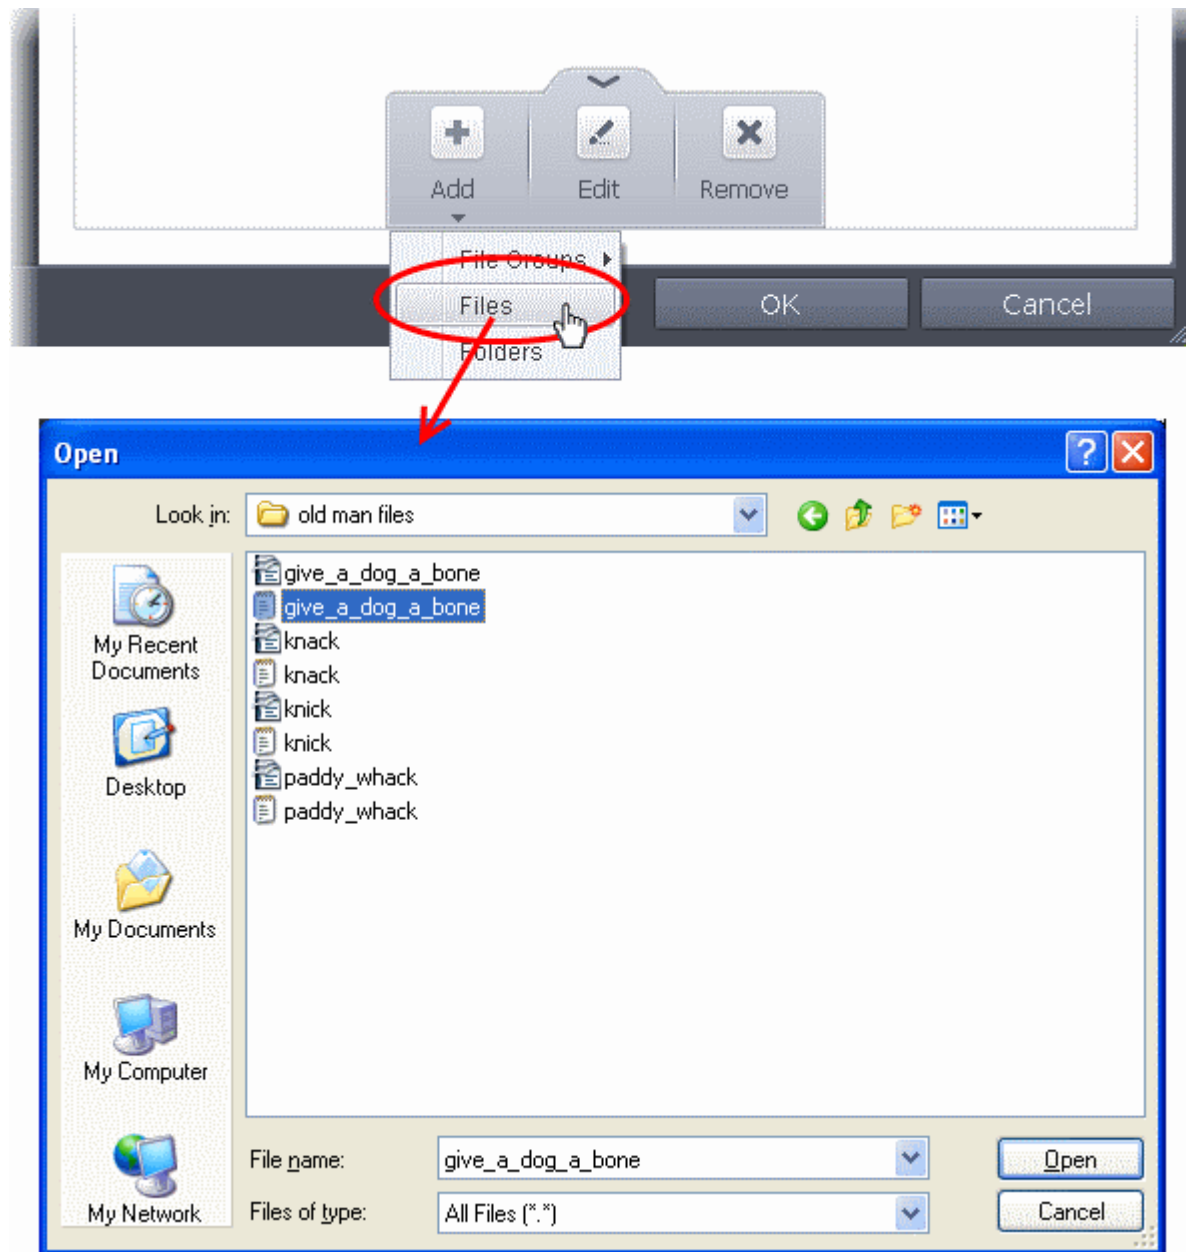 Add Edit Remove
File Groups
Files
OK Cancel
Folders
Open
Look in: old man files
give_a_dog_a_bone
give_a_dog_a_bone
knack
knack
knick
knick
paddy_whack
paddy_whack
My Recent
Documents
Desktop
My Documents
My Computer
My Network
File name: give_a_dog_a_bone Open
Files of type: All Files (*.*) Cancel